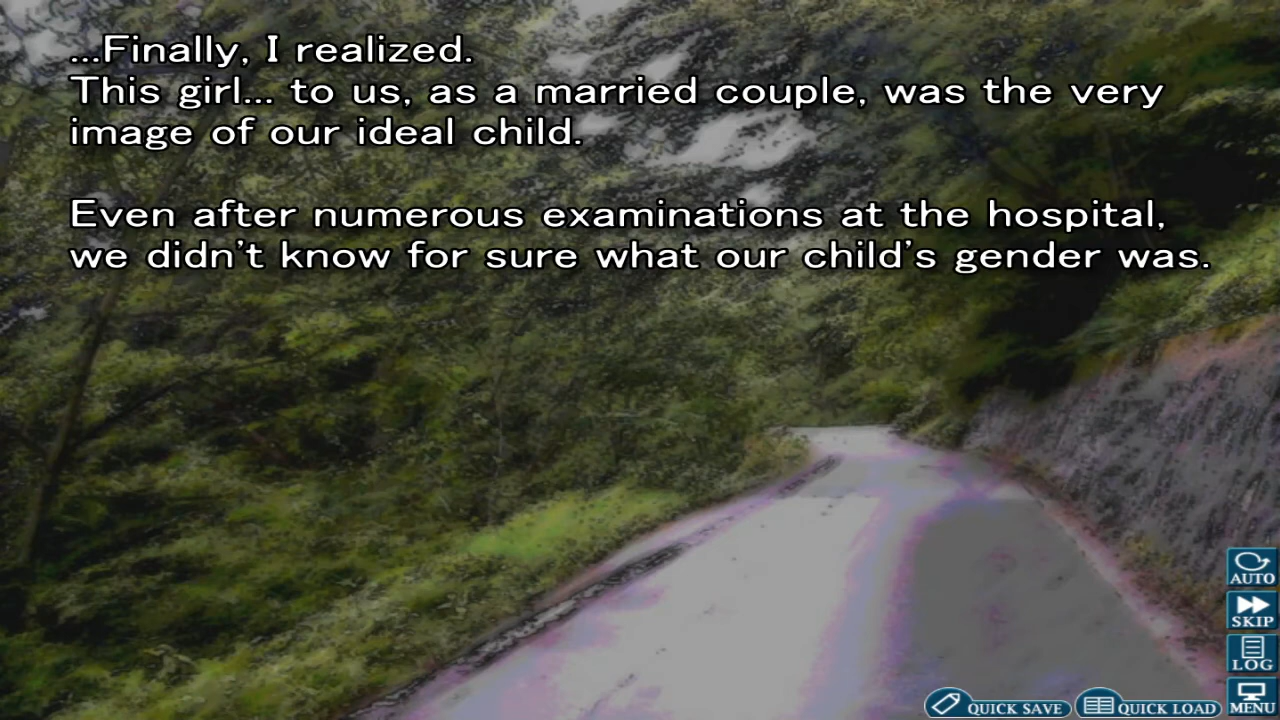 ...Finally, I realized.
This girl... to us, as a married couple, was the very
image of our ideal child.
Even after numerous examinations at the hospital,
we didn't know for sure what our child's gender was.
AUTO
SKIP
LOG
MENU
QUICK SAVE
QUICK LOAD